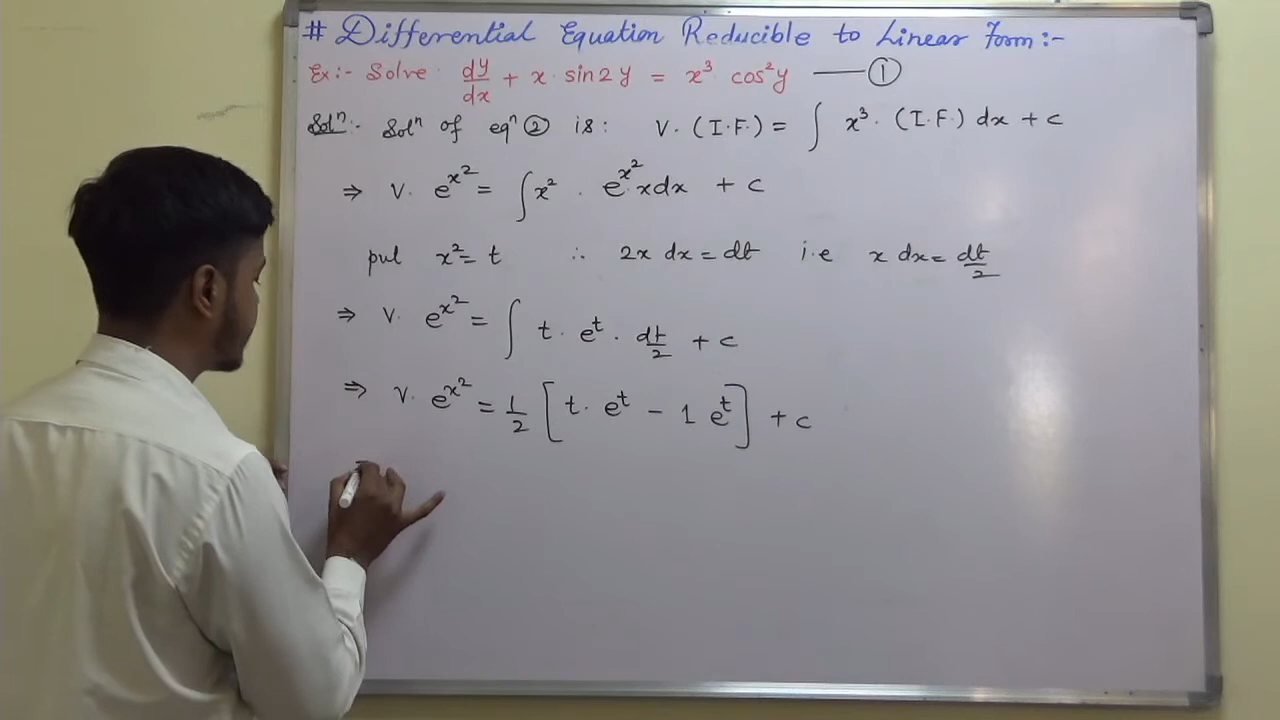 # Differential Equation Reducible to Linear Form :-
Ex:- Solve dy/dx + x · sin2y = x³ cos²y —— ①
Solⁿ:- Solⁿ of eqⁿ ② is: v. (I.F.) = ∫ x³ · (I.F.) dx + c
⇒ v. e^x² = ∫ x² · e^x² · x dx + c
put x² = t ∴ 2x dx = dt i.e x dx = dt/2
⇒ v. e^x² = ∫ t · e^t · dt/2 + c
⇒ v. e^x² = 1/2 [t · e^t − 1 e^t] + c